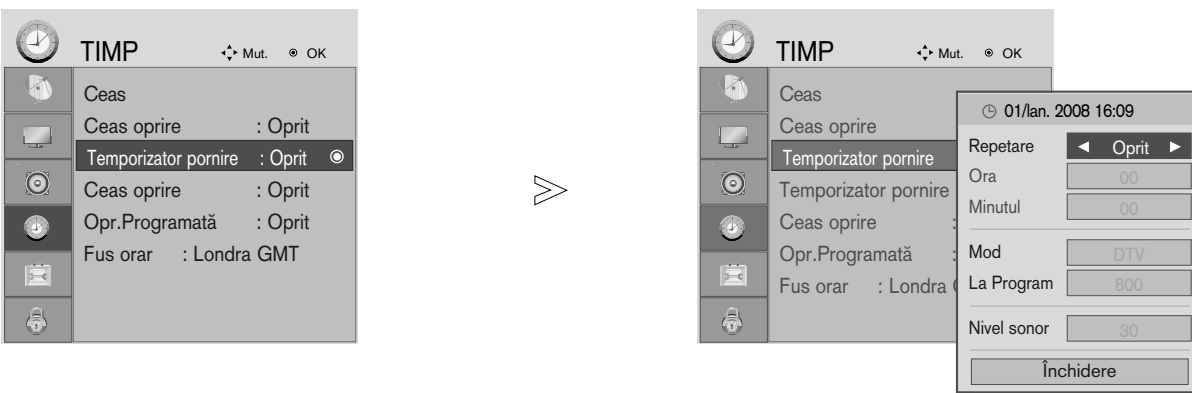 TIMP Mut. OK
Ceas
Ceas oprire : Oprit
Temporizator pornire : Oprit
Ceas oprire : Oprit
Opr.Programată : Oprit
Fus orar : Londra GMT
TIMP Mut. OK
Ceas
Ceas oprire
Temporizator pornire
Temporizator pornire
Ceas oprire :
Opr.Programată :
Fus orar : Londra
01/Ian. 2008 16:09
Repetare ◄ Oprit ►
Ora 00
Minutul 00
Mod DTV
La Program 800
Nivel sonor 30
Închidere